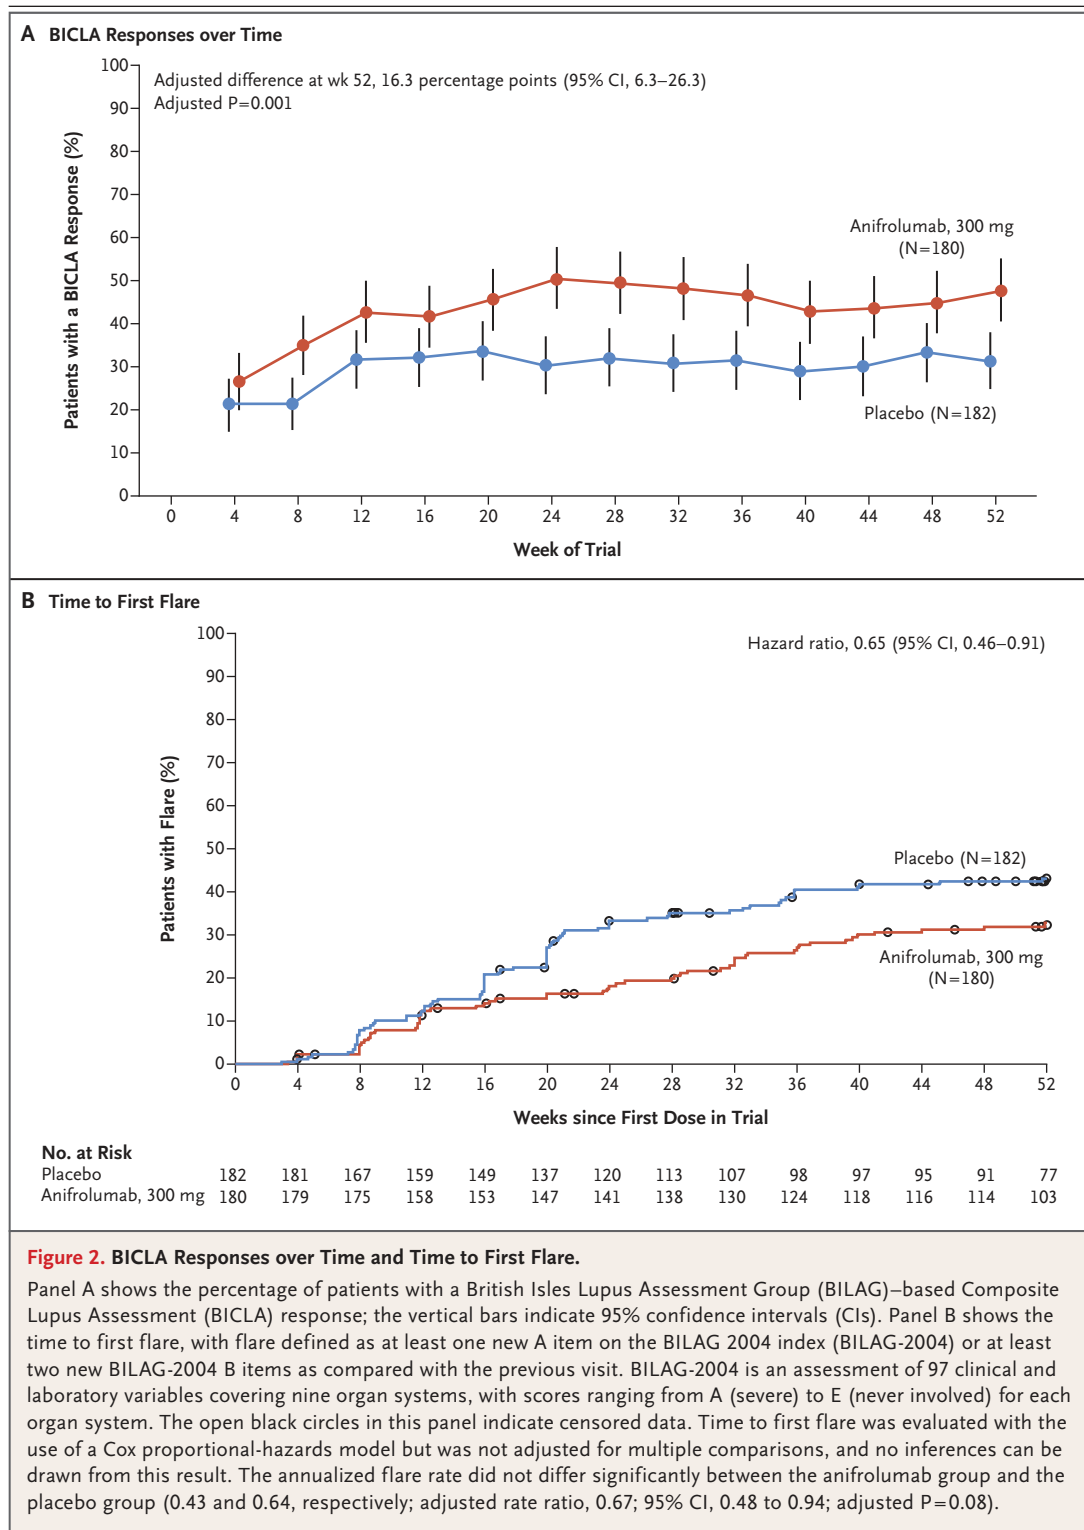 A BICLA Responses over Time
Adjusted difference at wk 52, 16.3 percentage points (95% CI, 6.3–26.3)
Adjusted P=0.001
Patients with a BICLA Response (%)
100
90
80
70
60
50
40
30
20
10
0
Anifrolumab, 300 mg
(N=180)
Placebo (N=182)
0 4 8 12 16 20 24 28 32 36 40 44 48 52
Week of Trial
B Time to First Flare
Hazard ratio, 0.65 (95% CI, 0.46–0.91)
Patients with Flare (%)
100
90
80
70
60
50
40
30
20
10
0
Placebo (N=182)
Anifrolumab, 300 mg
(N=180)
0 4 8 12 16 20 24 28 32 36 40 44 48 52
Weeks since First Dose in Trial
No. at Risk
Placebo 182 181 167 159 149 137 120 113 107 98 97 95 91 77
Anifrolumab, 300 mg 180 179 175 158 153 147 141 138 130 124 118 116 114 103
Figure 2. BICLA Responses over Time and Time to First Flare.
Panel A shows the percentage of patients with a British Isles Lupus Assessment Group (BILAG)–based Composite
Lupus Assessment (BICLA) response; the vertical bars indicate 95% confidence intervals (CIs). Panel B shows the
time to first flare, with flare defined as at least one new A item on the BILAG 2004 index (BILAG-2004) or at least
two new BILAG-2004 B items as compared with the previous visit. BILAG-2004 is an assessment of 97 clinical and
laboratory variables covering nine organ systems, with scores ranging from A (severe) to E (never involved) for each
organ system. The open black circles in this panel indicate censored data. Time to first flare was evaluated with the
use of a Cox proportional-hazards model but was not adjusted for multiple comparisons, and no inferences can be
drawn from this result. The annualized flare rate did not differ significantly between the anifrolumab group and the
placebo group (0.43 and 0.64, respectively; adjusted rate ratio, 0.67; 95% CI, 0.48 to 0.94; adjusted P=0.08).